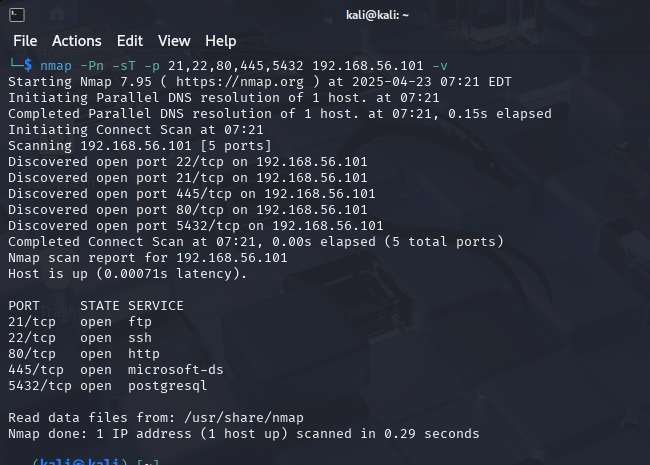 kali@kali: ~
File Actions Edit View Help
└─$ nmap -Pn -sT -p 21,22,80,445,5432 192.168.56.101 -v
Starting Nmap 7.95 ( https://nmap.org ) at 2025-04-23 07:21 EDT
Initiating Parallel DNS resolution of 1 host. at 07:21
Completed Parallel DNS resolution of 1 host. at 07:21, 0.15s elapsed
Initiating Connect Scan at 07:21
Scanning 192.168.56.101 [5 ports]
Discovered open port 22/tcp on 192.168.56.101
Discovered open port 21/tcp on 192.168.56.101
Discovered open port 445/tcp on 192.168.56.101
Discovered open port 80/tcp on 192.168.56.101
Discovered open port 5432/tcp on 192.168.56.101
Completed Connect Scan at 07:21, 0.00s elapsed (5 total ports)
Nmap scan report for 192.168.56.101
Host is up (0.00071s latency).
PORT STATE SERVICE
21/tcp open ftp
22/tcp open ssh
80/tcp open http
445/tcp open microsoft-ds
5432/tcp open postgresql
Read data files from: /usr/share/nmap
Nmap done: 1 IP address (1 host up) scanned in 0.29 seconds
(kali㉿kali)-[~]